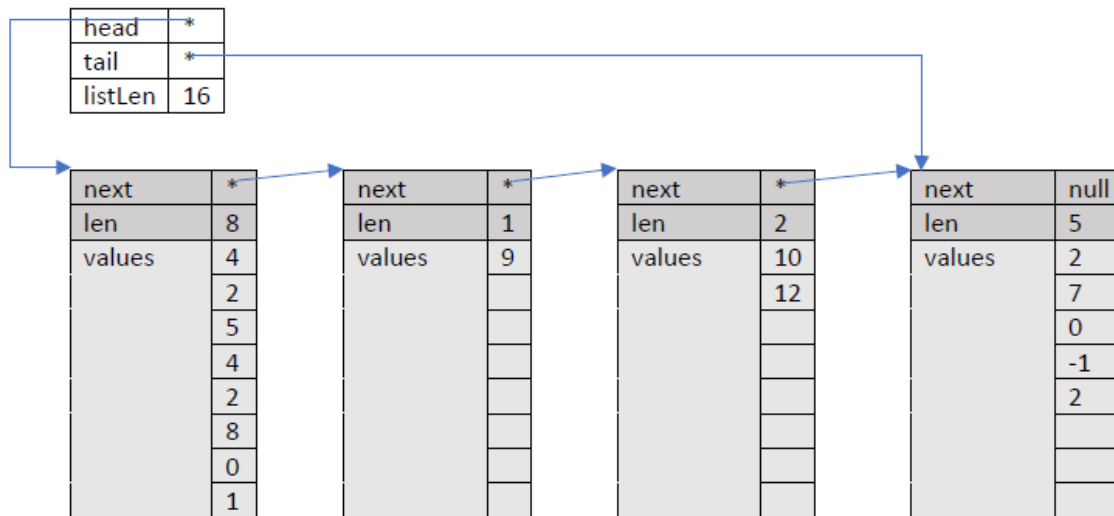 head *
tail *
listLen 16
next * next * next * next null
len 8 len 1 len 2 len 5
values 4 values 9 values 10 values 2
2 12 7
5 0
4 -1
2 2
8
0
1